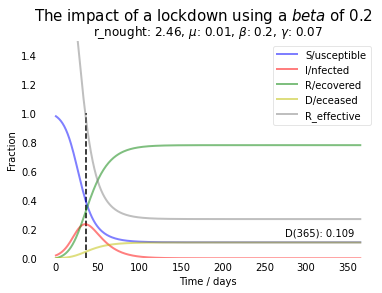 The impact of a lockdown using a beta of 0.2
r_nought: 2.46, μ: 0.01, β: 0.2, γ: 0.07
S/usceptible
I/nfected
R/ecovered
D/eceased
R_effective
Fraction
1.4
1.2
1.0
0.8
0.6
0.4
0.2
0.0
D(365): 0.109
0 50 100 150 200 250 300 350
Time / days